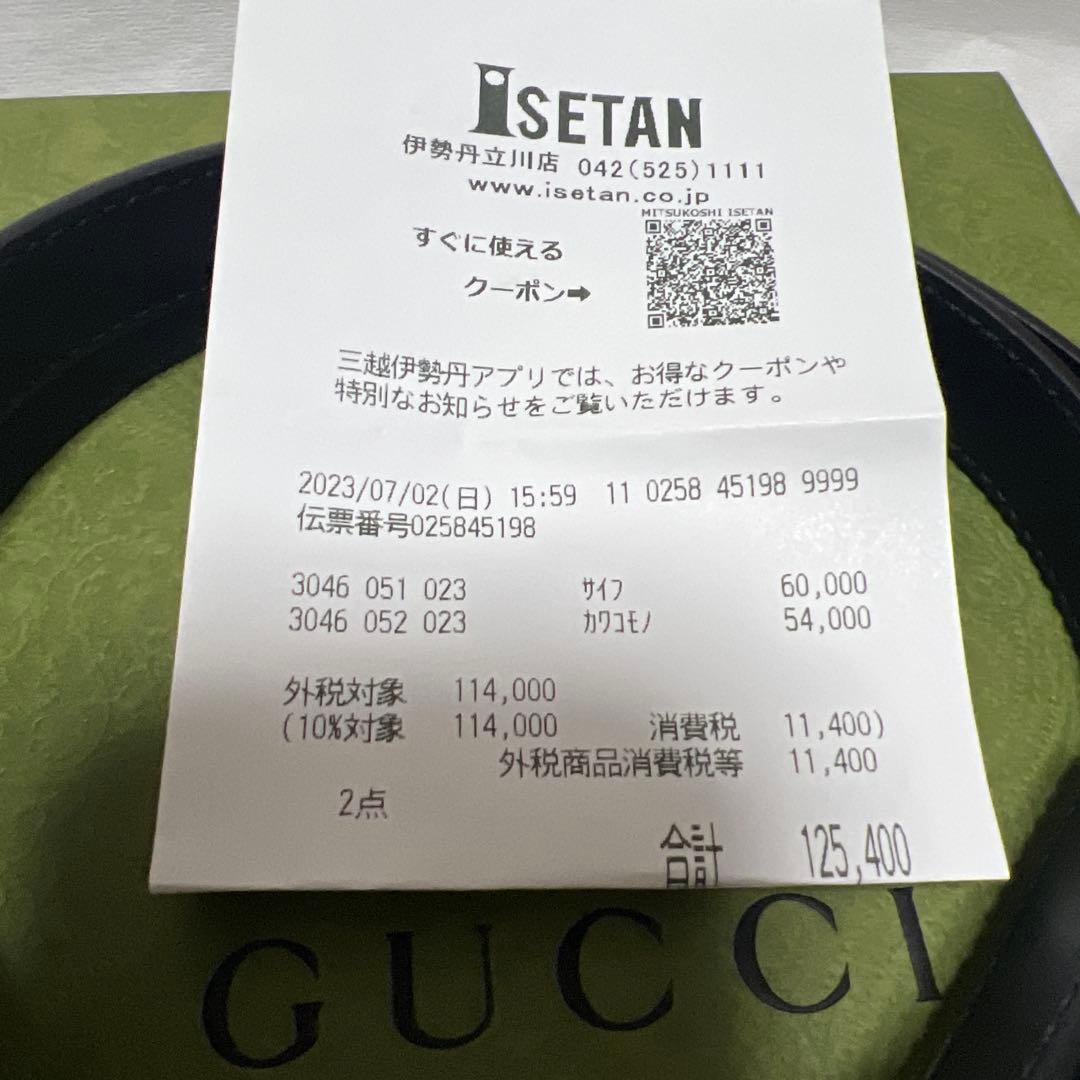 ISETAN
伊勢丹立川店 042(525)1111
www.isetan.co.jp
MITSUKOSHI ISETAN
すぐに使える
クーポン➡
三越伊勢丹アプリでは、お得なクーポンや
特別なお知らせをご覧いただけます。
2023/07/02(日) 15:59 11 0258 45198 9999
伝票番号025845198
3046 051 023 ｻｲﾌ 60,000
3046 052 023 ｶﾜｺﾓﾉ 54,000
外税対象 114,000
(10%対象 114,000 消費税 11,400)
外税商品消費税等 11,400
2点
合計 125,400
GUCCI